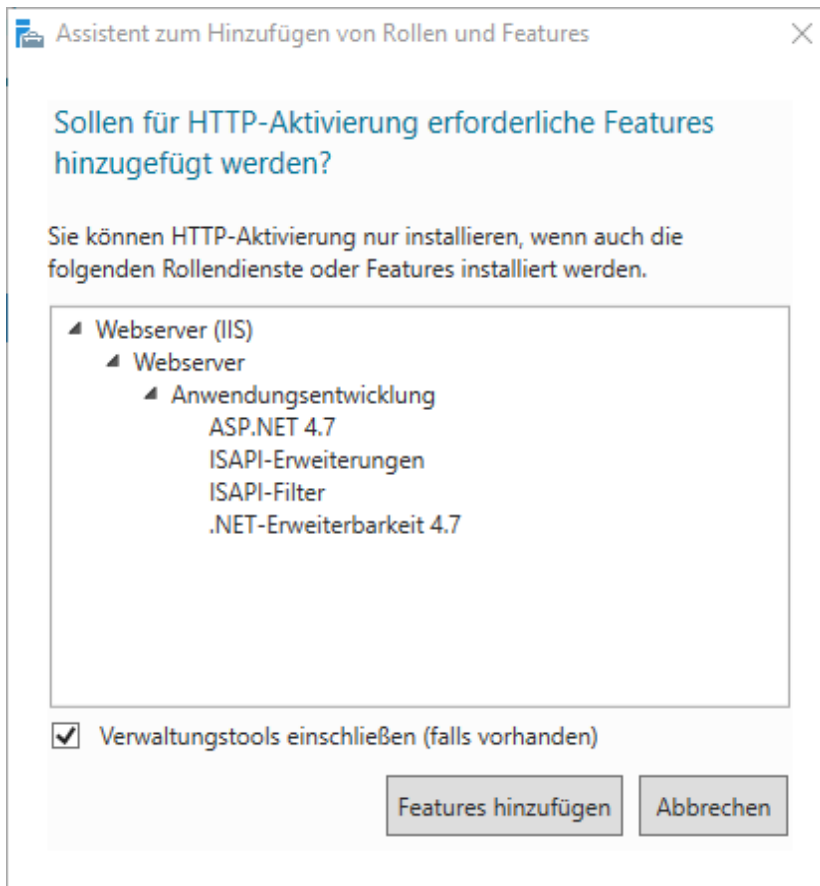 Assistent zum Hinzufügen von Rollen und Features
Sollen für HTTP-Aktivierung erforderliche Features
hinzugefügt werden?
Sie können HTTP-Aktivierung nur installieren, wenn auch die
folgenden Rollendienste oder Features installiert werden.
Webserver (IIS)
Webserver
Anwendungsentwicklung
ASP.NET 4.7
ISAPI-Erweiterungen
ISAPI-Filter
.NET-Erweiterbarkeit 4.7
Verwaltungstools einschließen (falls vorhanden)
Features hinzufügen
Abbrechen